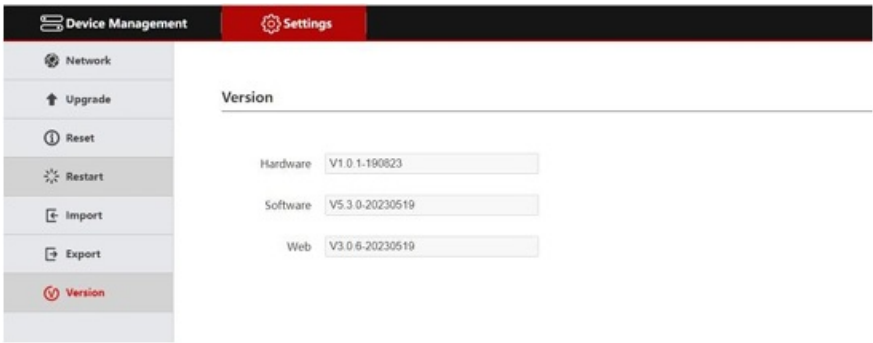 Device Management
Settings
Network
Upgrade
Reset
Restart
Import
Export
Version
Version
Hardware V1.0.1-190823
Software V5.3.0-20230519
Web V3.0.6-20230519